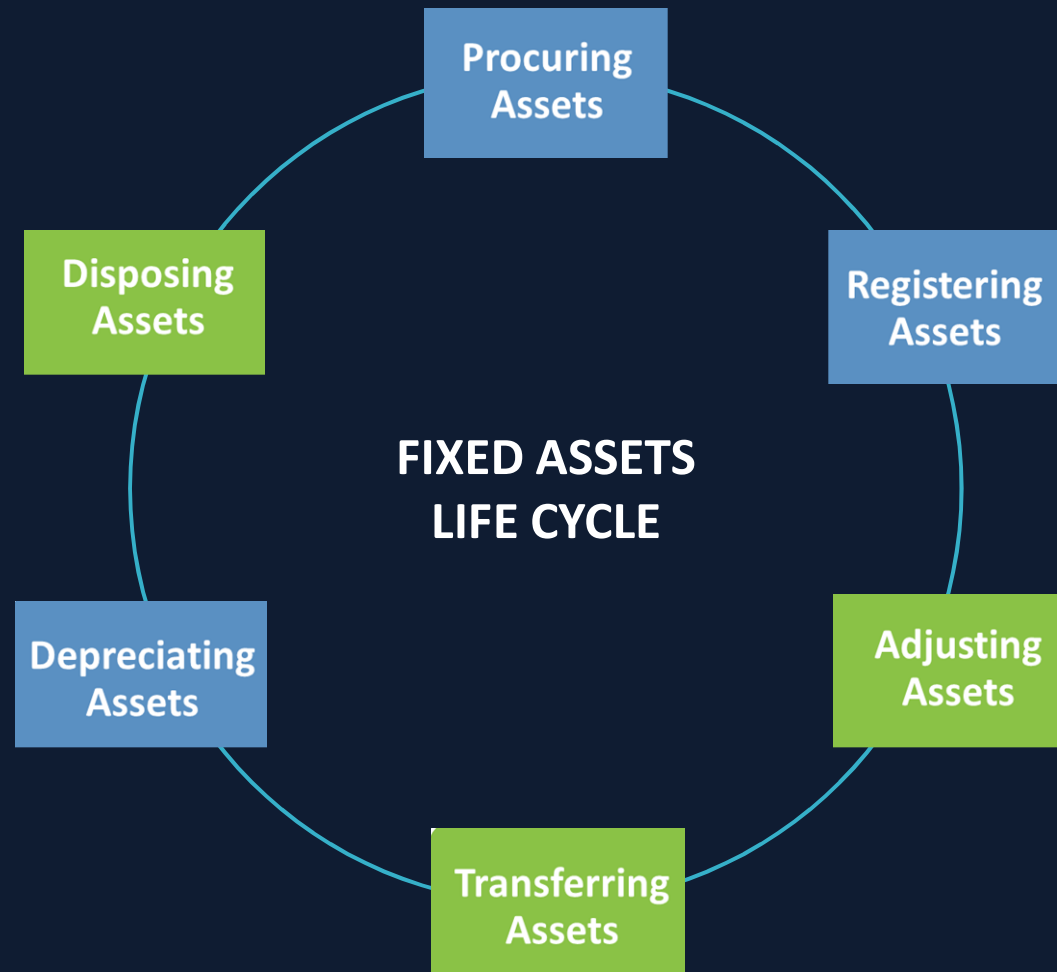 Procuring
Assets
Registering
Assets
Adjusting
Assets
Transferring
Assets
Depreciating
Assets
Disposing
Assets
FIXED ASSETS
LIFE CYCLE